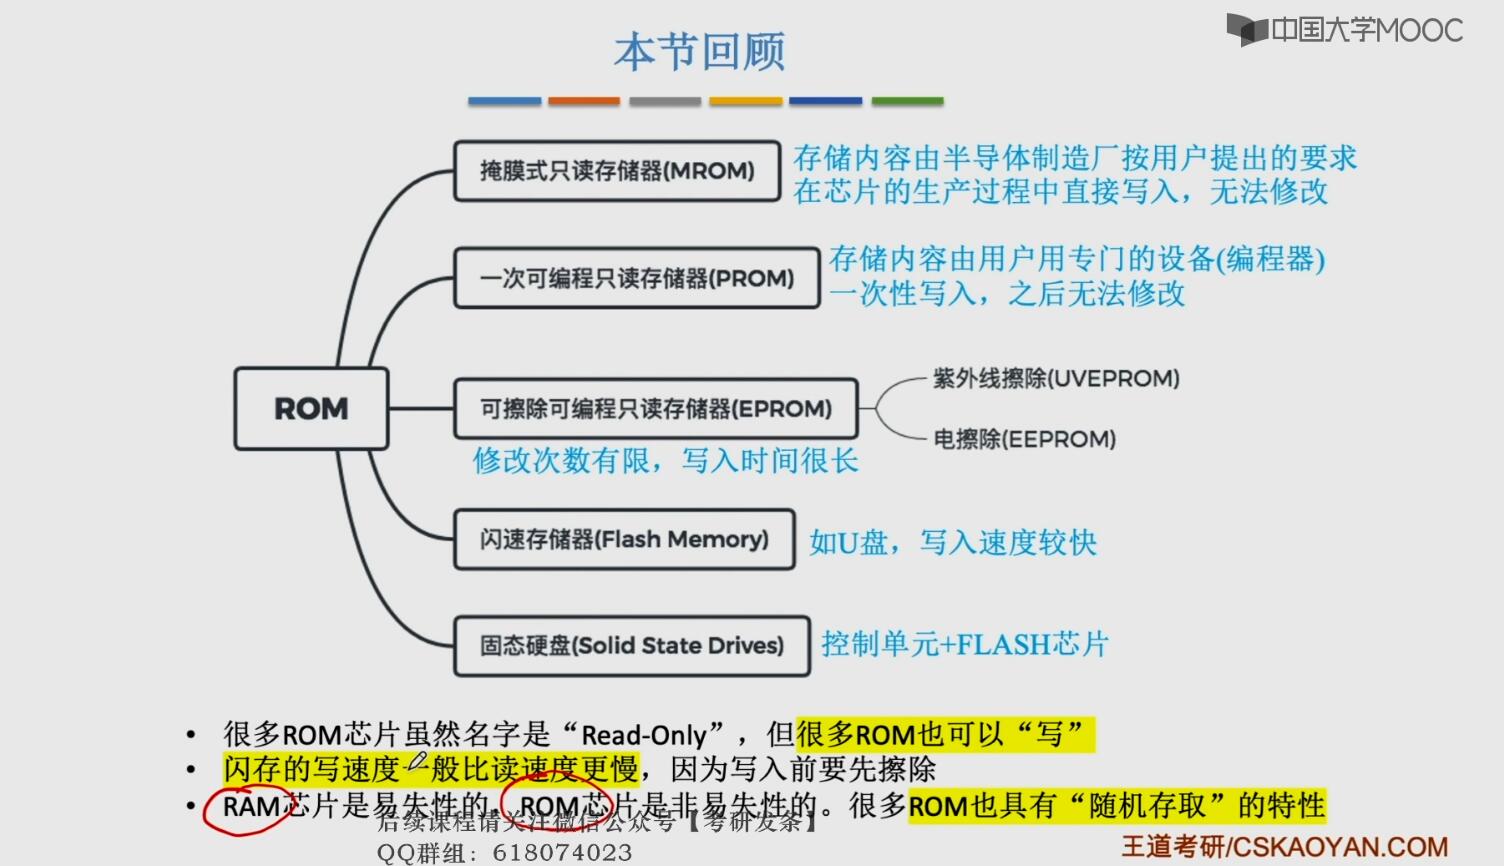 中国大学MOOC
本节回顾
掩膜式只读存储器(MROM)
存储内容由半导体制造厂按用户提出的要求
在芯片的生产过程中直接写入，无法修改
一次可编程只读存储器(PROM)
存储内容由用户用专门的设备(编程器)
一次性写入，之后无法修改
ROM
可擦除可编程只读存储器(EPROM)
紫外线擦除(UVEPROM)
电擦除(EEPROM)
修改次数有限，写入时间很长
闪速存储器(Flash Memory)
如U盘，写入速度较快
固态硬盘(Solid State Drives)
控制单元+FLASH芯片
• 很多ROM芯片虽然名字是“Read-Only”，但很多ROM也可以“写”
• 闪存的写速度一般比读速度更慢，因为写入前要先擦除
• RAM芯片是易失性的，ROM芯片是非易失性的。很多ROM也具有“随机存取”的特性
后续课程请关注微信公众号【考研发条】
QQ群组：618074023
王道考研/CSKAOYAN.COM